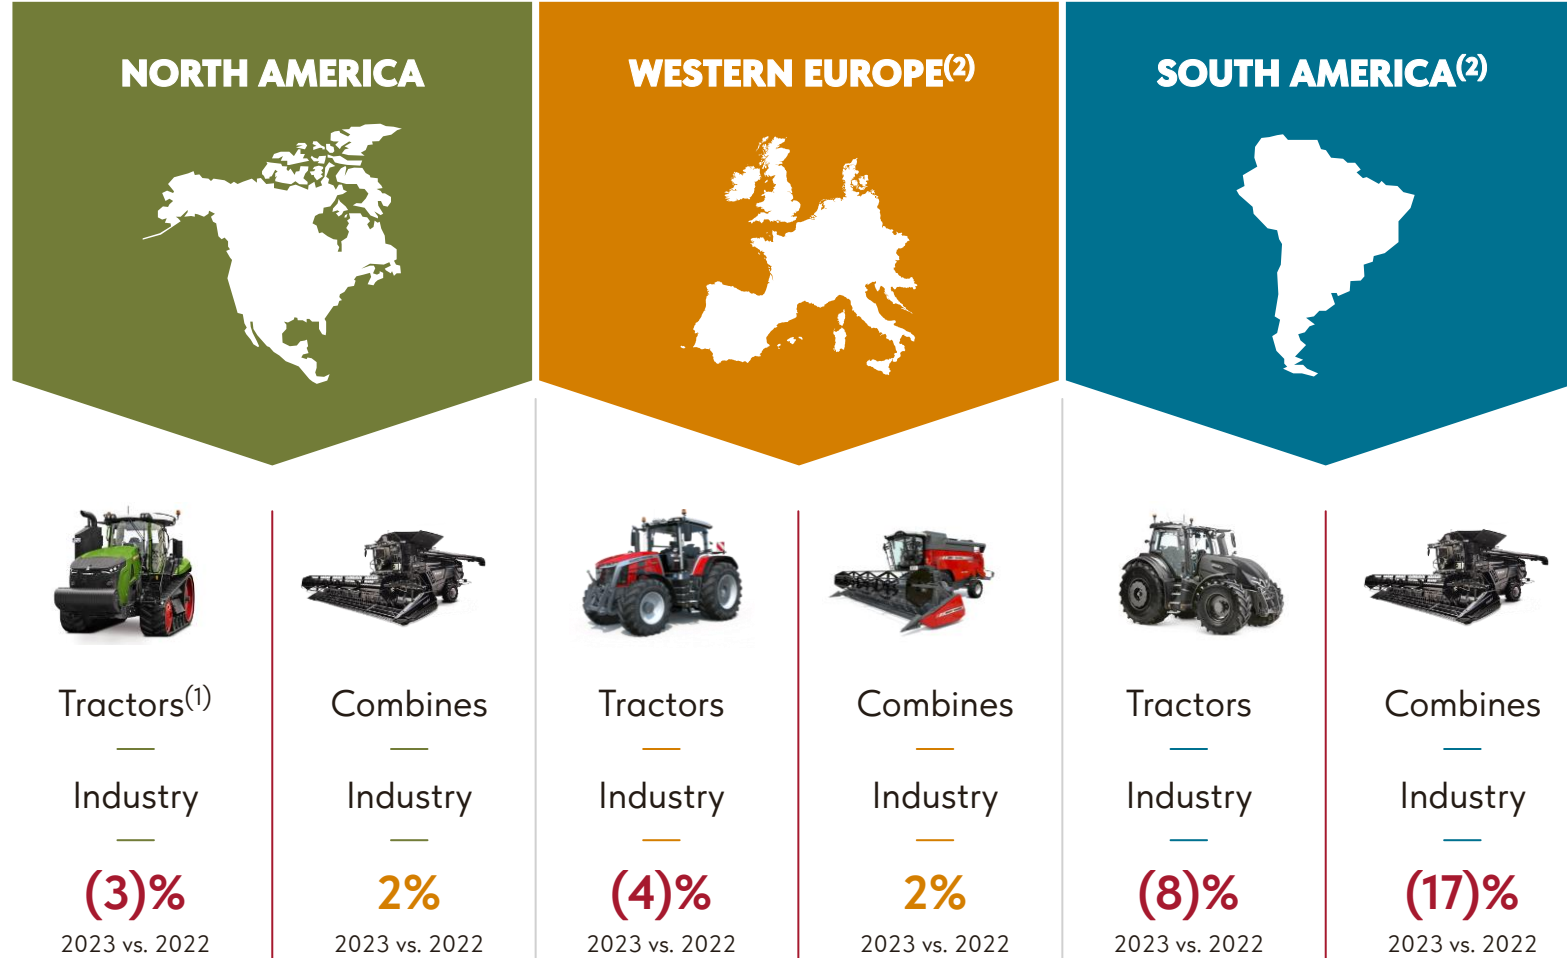 NORTH AMERICA
WESTERN EUROPE(2)
SOUTH AMERICA(2)
Tractors(1)
Combines
Tractors
Combines
Tractors
Combines
Industry
Industry
Industry
Industry
Industry
Industry
(3)%
2%
(4)%
2%
(8)%
(17)%
2023 vs. 2022
2023 vs. 2022
2023 vs. 2022
2023 vs. 2022
2023 vs. 2022
2023 vs. 2022